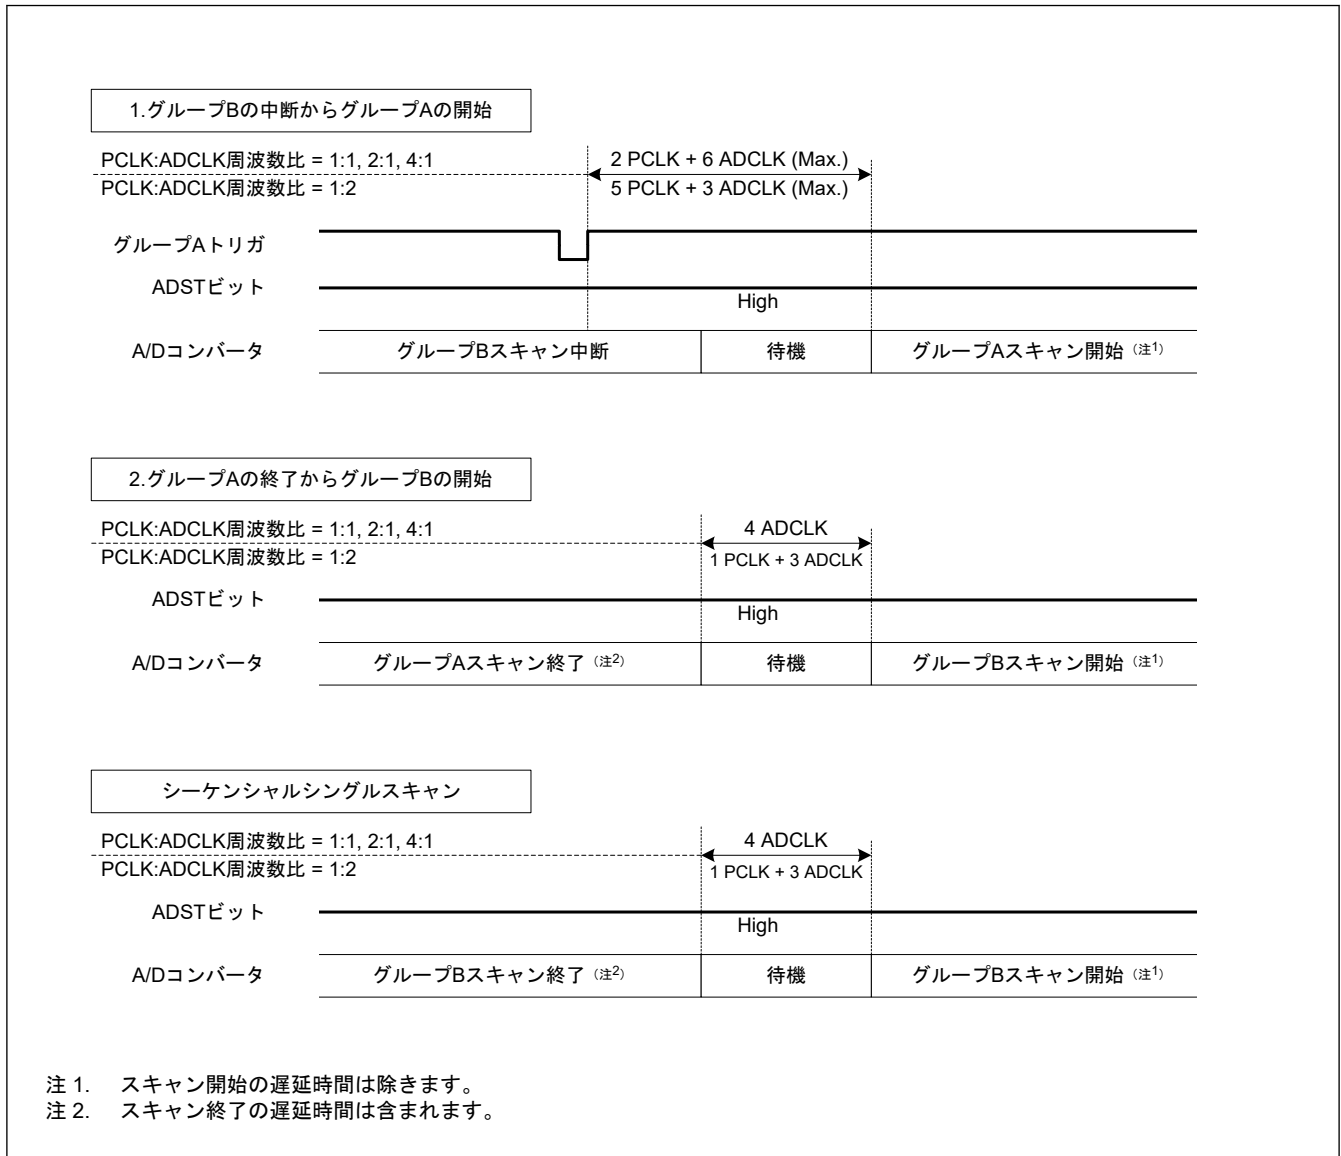 1.グループBの中断からグループAの開始
PCLK:ADCLK周波数比 = 1:1, 2:1, 4:1
2 PCLK + 6 ADCLK (Max.)
PCLK:ADCLK周波数比 = 1:2
5 PCLK + 3 ADCLK (Max.)
グループAトリガ
ADSTビット
High
A/Dコンバータ
グループBスキャン中断
待機
グループAスキャン開始（注1）
2.グループAの終了からグループBの開始
PCLK:ADCLK周波数比 = 1:1, 2:1, 4:1
4 ADCLK
PCLK:ADCLK周波数比 = 1:2
1 PCLK + 3 ADCLK
ADSTビット
High
A/Dコンバータ
グループAスキャン終了（注2）
待機
グループBスキャン開始（注1）
シーケンシャルシングルスキャン
PCLK:ADCLK周波数比 = 1:1, 2:1, 4:1
4 ADCLK
PCLK:ADCLK周波数比 = 1:2
1 PCLK + 3 ADCLK
ADSTビット
High
A/Dコンバータ
グループBスキャン終了（注2）
待機
グループBスキャン開始（注1）
注 1. スキャン開始の遅延時間は除きます。
注 2. スキャン終了の遅延時間は含まれます。